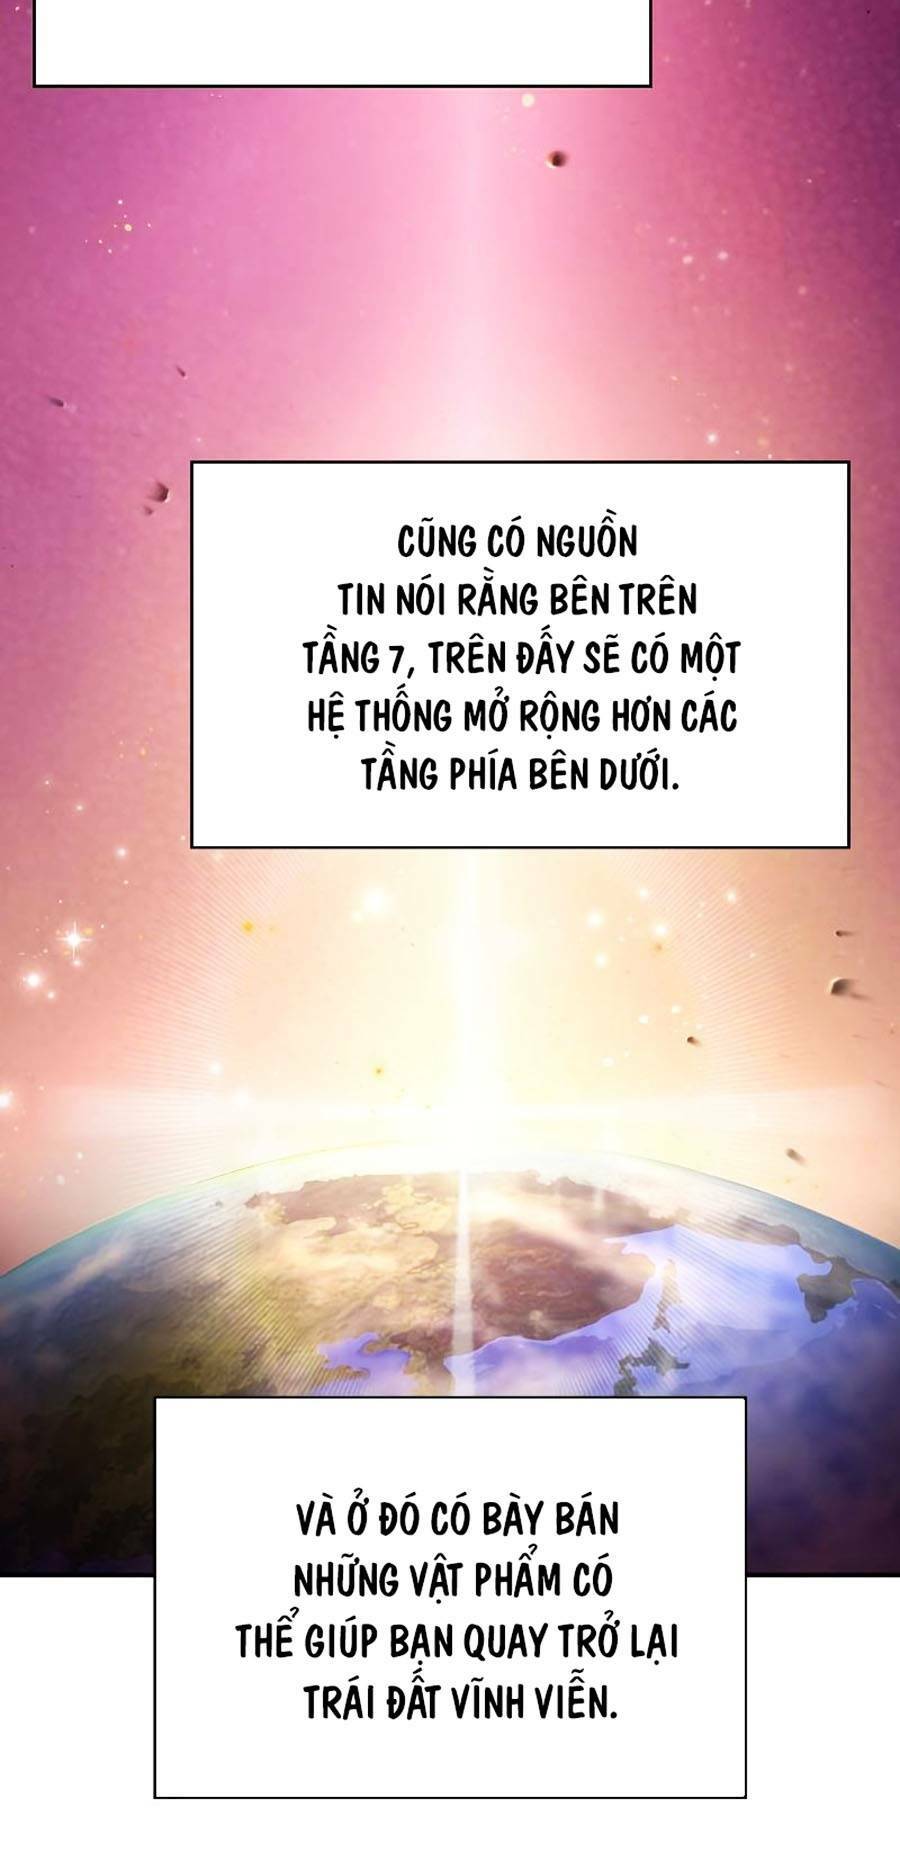 CŨNG CÓ NGUỒN
TIN NÓI RẰNG BÊN TRÊN
TẦNG 7, TRÊN ĐẤY SẼ CÓ MỘT
HỆ THỐNG MỞ RỘNG HƠN CÁC
TẦNG PHÍA BÊN DƯỚI.
VÀ Ở ĐÓ CÓ BÀY BÁN
NHỮNG VẬT PHẨM CÓ
THỂ GIÚP BẠN QUAY TRỞ LẠI
TRÁI ĐẤT VĨNH VIỄN.